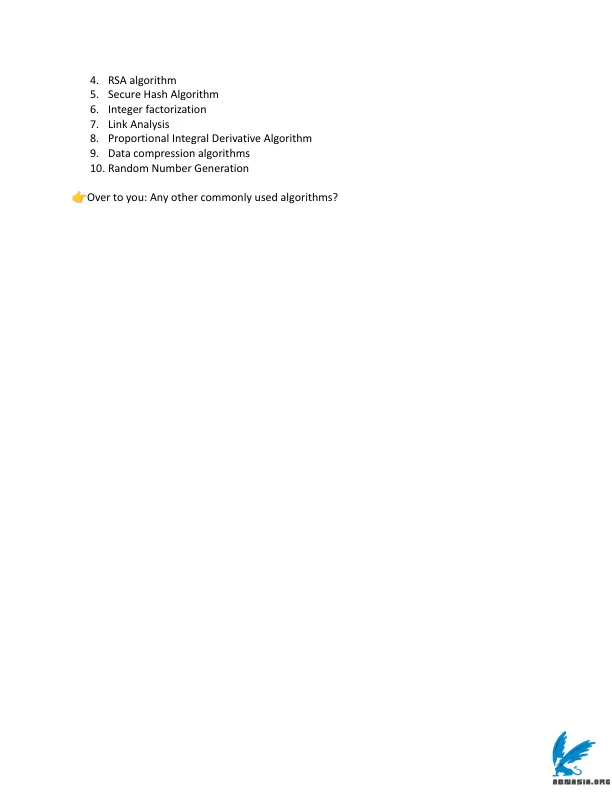 4. RSA algorithm
5. Secure Hash Algorithm
6. Integer factorization
7. Link Analysis
8. Proportional Integral Derivative Algorithm
9. Data compression algorithms
10. Random Number Generation
👉Over to you: Any other commonly used algorithms?
ABNASIA.ORG